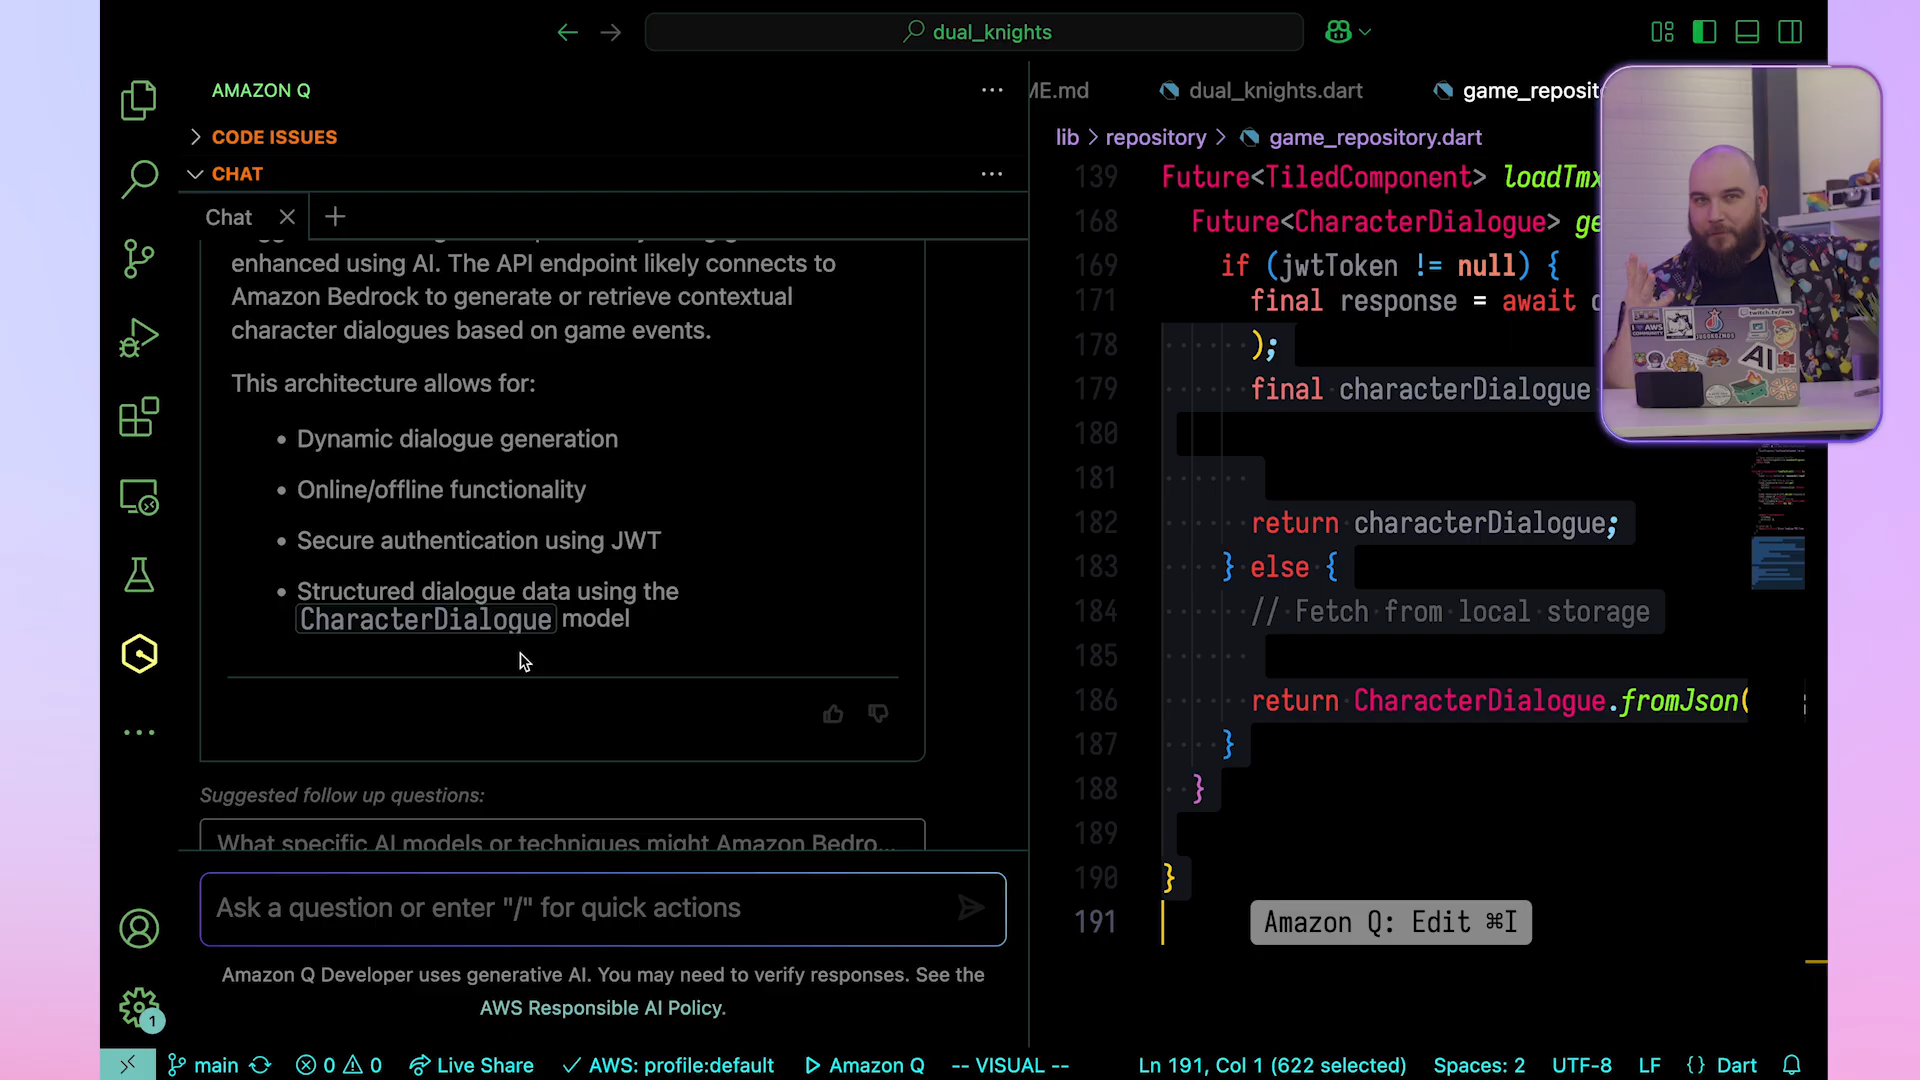 dual_knights
AMAZON Q
CODE ISSUES
CHAT
Chat
enhanced using AI. The API endpoint likely connects to
Amazon Bedrock to generate or retrieve contextual
character dialogues based on game events.
This architecture allows for:
• Dynamic dialogue generation
• Online/offline functionality
• Secure authentication using JWT
• Structured dialogue data using the
CharacterDialogue model
Suggested follow up questions:
What specific AI models or techniques might Amazon Bedro...
Ask a question or enter "/" for quick actions
Amazon Q Developer uses generative AI. You may need to verify responses. See the
AWS Responsible AI Policy.
ME.md
dual_knights.dart
game_reposit
lib > repository > game_repository.dart
139 Future<TiledComponent> loadTmx
168 Future<CharacterDialogue> ge
169 if (jwtToken != null) {
171 final response = await
178 );
179 final characterDialogue
180
181
182 return characterDialogue;
183 } else {
184 // Fetch from local storage
185
186 return CharacterDialogue.fromJson(
187 }
188 }
189
190 }
191 Amazon Q: Edit ⌘I
twitch.tv/aws
AI
1
main 0 0 Live Share AWS: profile:default Amazon Q -- VISUAL -- Ln 191, Col 1 (622 selected) Spaces: 2 UTF-8 LF {} Dart